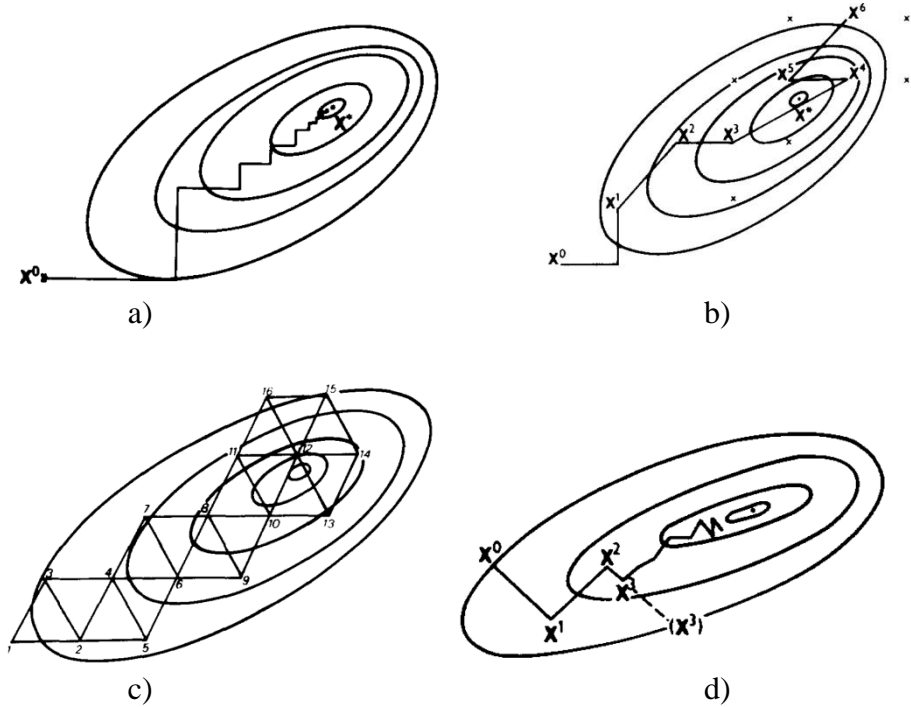 X⁰
X*
a)
X⁶
X⁵
X⁴
X*
X²
X³
X¹
X⁰
b)
16
15
11
12
14
7
8
10
13
3
4
6
9
1
2
5
c)
X⁰
X²
X³
X¹
(X³)
d)